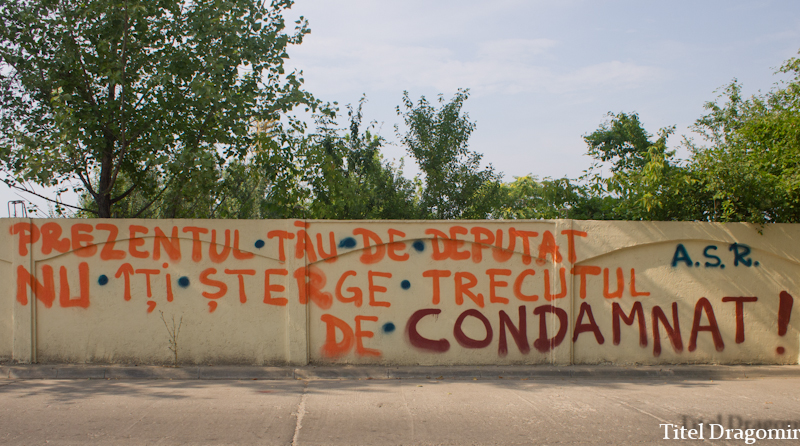 PREZENTUL • TĂU • DE • DEPUTAT
NU • ÎȚI • ȘTERGE • TRECUTUL
DE • CONDAMNAT!
A.S.R.
Titel Dragomir